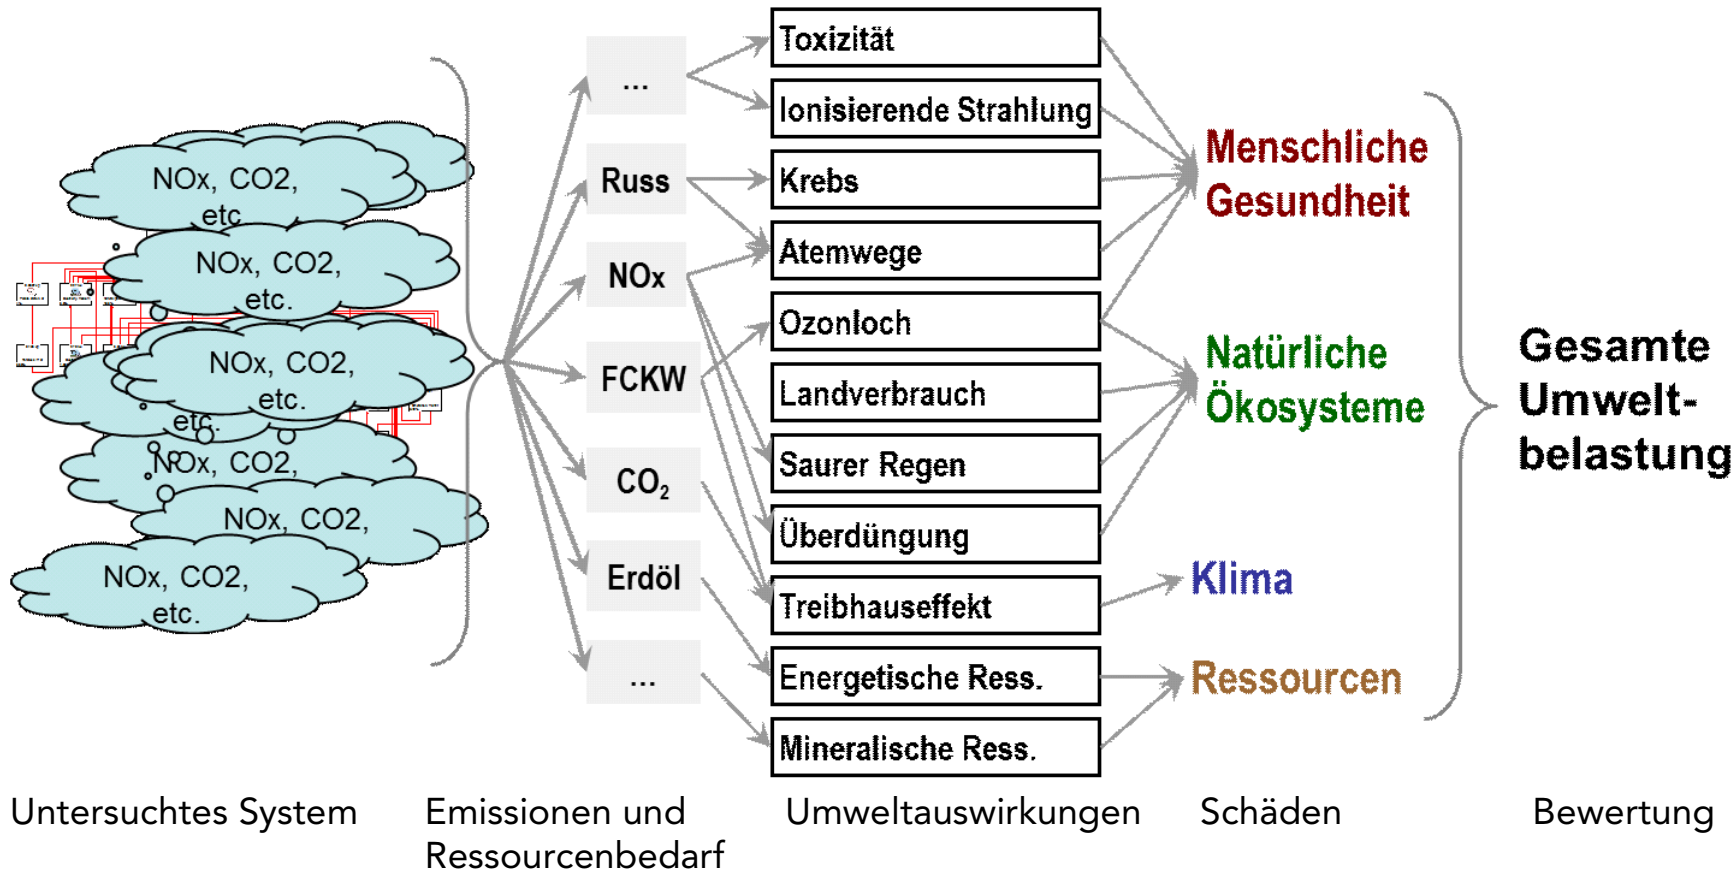 NOx, CO2,
etc
NOx, CO2,
etc.
NOx, CO2,
etc.
etc.
NOx, CO2,
NOx, CO2,
NOx, CO2,
etc.
...
Russ
NOx
FCKW
CO₂
Erdöl
...
Toxizität
Ionisierende Strahlung
Krebs
Atemwege
Ozonloch
Landverbrauch
Saurer Regen
Überdüngung
Treibhauseffekt
Energetische Ress.
Mineralische Ress.
Menschliche
Gesundheit
Natürliche
Ökosysteme
Klima
Ressourcen
Gesamte
Umwelt-
belastung
Untersuchtes System
Emissionen und
Ressourcenbedarf
Umweltauswirkungen
Schäden
Bewertung